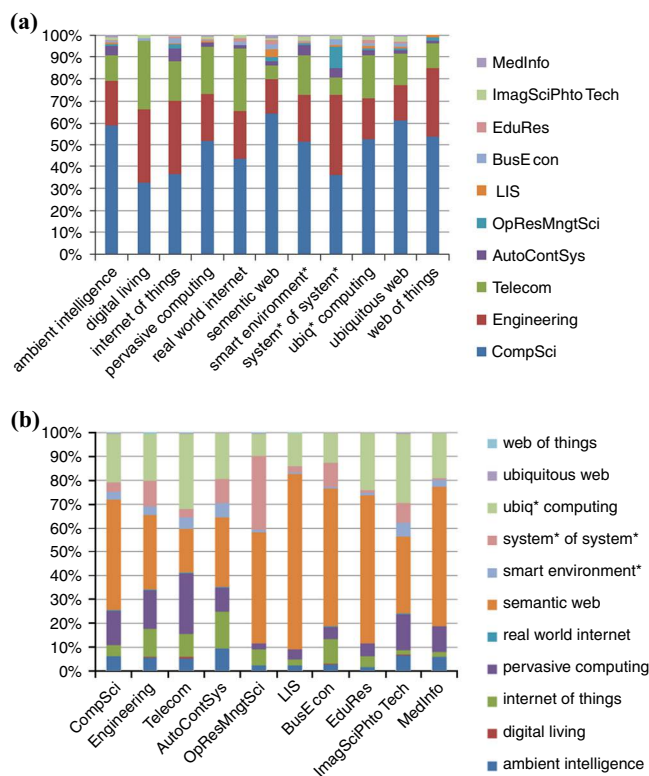 (a)
100%
90%
80%
70%
60%
50%
40%
30%
20%
10%
0%
ambient intelligence
digital living
internet of things
pervasive computing
real world internet
sementic web
smart environment*
system* of system*
ubiq* computing
ubiquitous web
web of things
MedInfo
ImagSciPhto Tech
EduRes
BusE con
LIS
OpResMngtSci
AutoContSys
Telecom
Engineering
CompSci
(b)
100%
90%
80%
70%
60%
50%
40%
30%
20%
10%
0%
CompSci
Engineering
Telecom
AutoContSys
OpResMngtSci
LIS
BusE con
EduRes
ImagSciPhto Tech
MedInfo
web of things
ubiquitous web
ubiq* computing
system* of system*
smart environment*
semantic web
real world internet
pervasive computing
internet of things
digital living
ambient intelligence